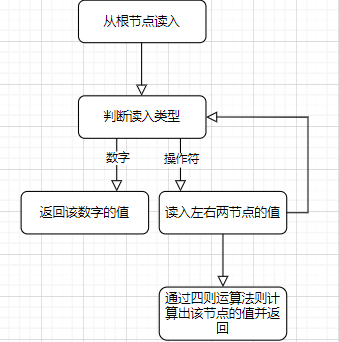 从根节点读入
判断读入类型
数字
操作符
返回该数字的值
读入左右两节点的值
通过四则运算法则计
算出该节点的值并返
回